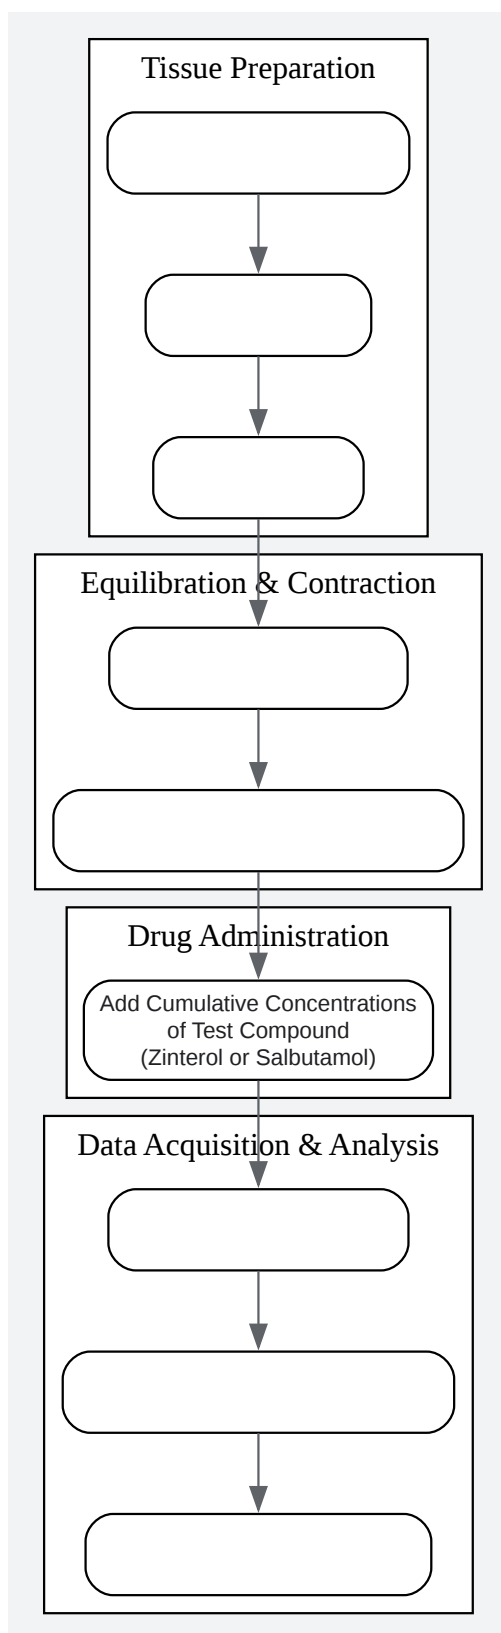 Tissue Preparation
Equilibration & Contraction
Drug Administration
Add Cumulative Concentrations
of Test Compound
(Zinterol or Salbutamol)
Data Acquisition & Analysis